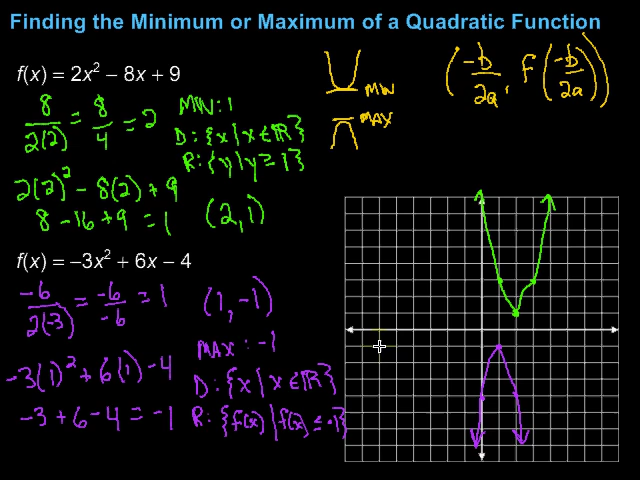 Finding the Minimum or Maximum of a Quadratic Function
f(x) = 2x² – 8x + 9
8/2(2) = 8/4 = 2
MIN: 1
D: {x | x ∈ ℝ}
R: {y | y ≥ 1}
2(2)² - 8(2) + 9
8 - 16 + 9 = 1
(2,1)
MIN
MAX
(-b/2a, f(-b/2a))
f(x) = –3x² + 6x – 4
-6/2(-3) = -6/-6 = 1
(1,-1)
-3(1)² + 6(1) - 4
-3 + 6 - 4 = -1
MAX: -1
D: {x | x ∈ ℝ}
R: {f(x) | f(x) ≤ -1}